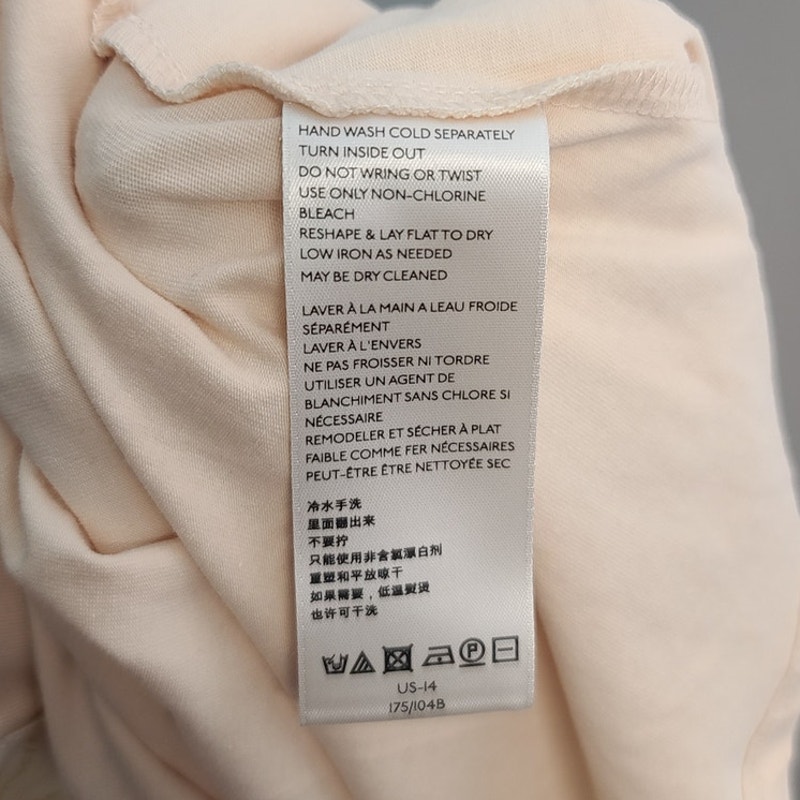 HAND WASH COLD SEPARATELY
TURN INSIDE OUT
DO NOT WRING OR TWIST
USE ONLY NON-CHLORINE
BLEACH
RESHAPE & LAY FLAT TO DRY
LOW IRON AS NEEDED
MAY BE DRY CLEANED
LAVER À LA MAIN A LEAU FROIDE
SÉPARÉMENT
LAVER À L'ENVERS
NE PAS FROISSER NI TORDRE
UTILISER UN AGENT DE
BLANCHIMENT SANS CHLORE SI
NÉCESSAIRE
REMODELER ET SÉCHER À PLAT
FAIBLE COMME FER NÉCESSAIRES
PEUT-ÊTRE ÊTRE NETTOYÉE SEC
冷水手洗
里面翻出来
不要拧
只能使用非含氯漂白剂
重塑和平放晾干
如果需要，低温熨烫
也许可干洗
P
US-14
175/104B